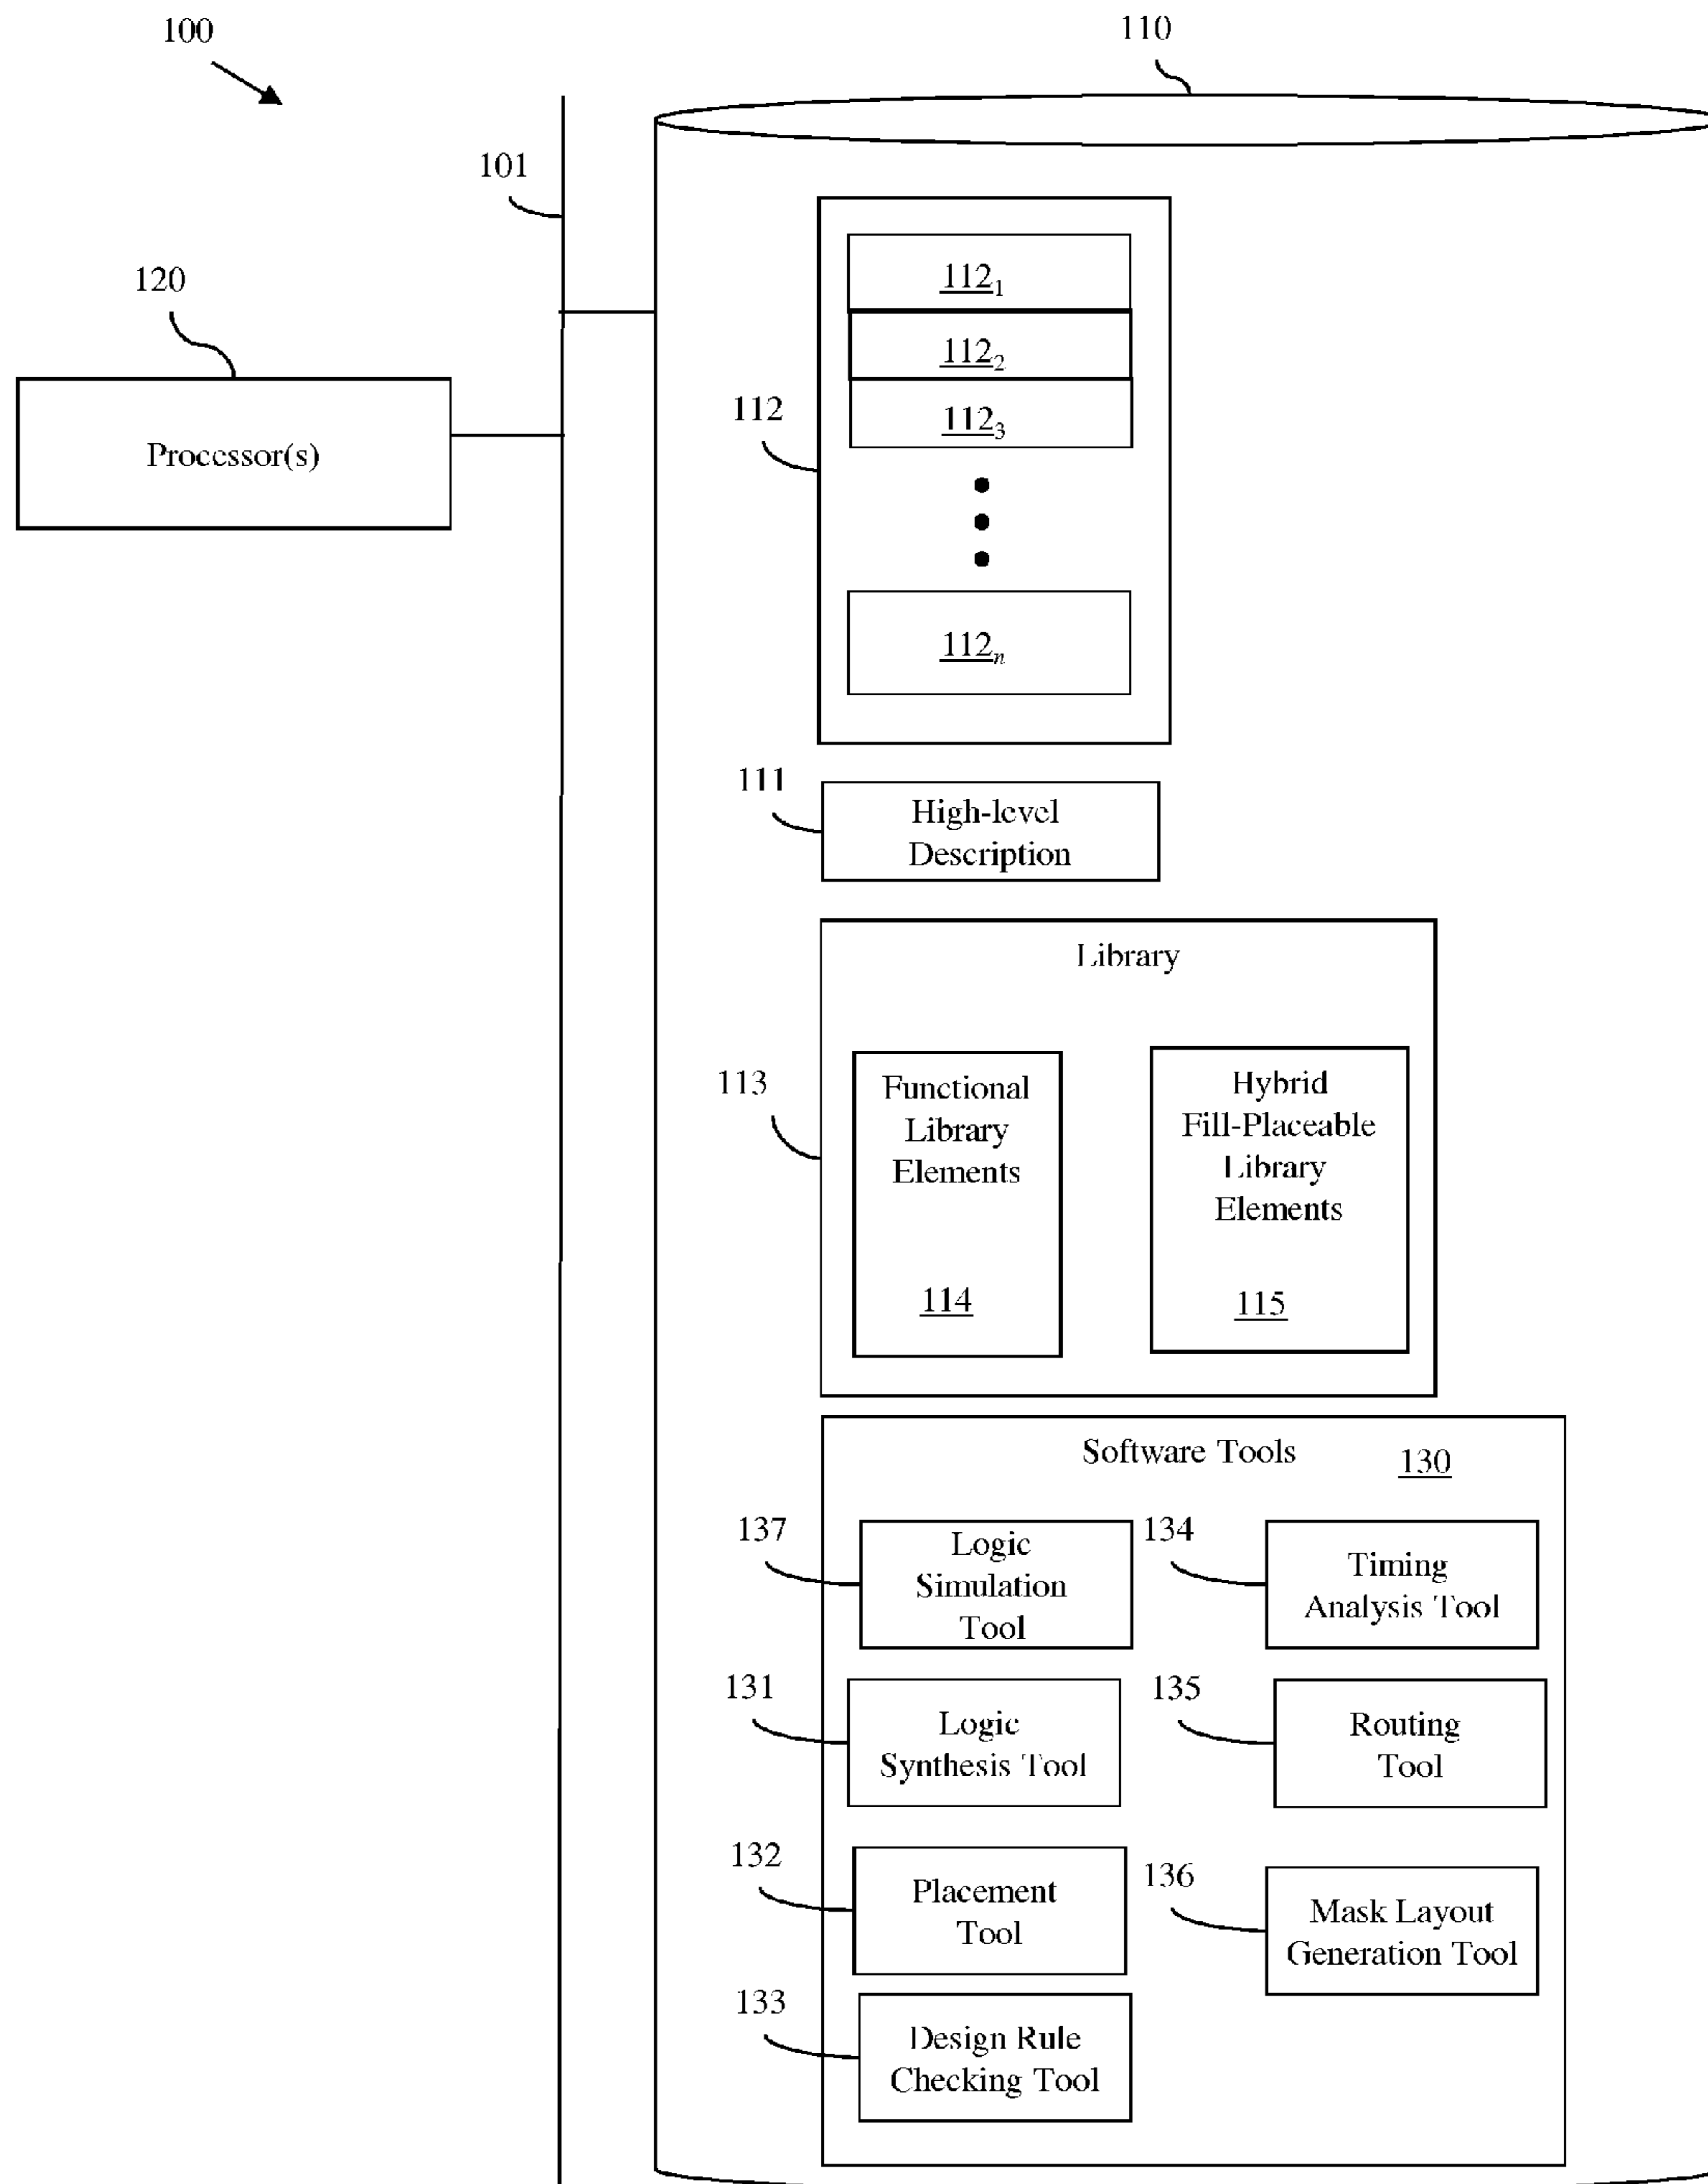 100
110
101
120
Processor(s)
112₁
112₂
112
112₃
112ₙ
111
High-level
Description
Library
113
Functional
Library
Elements
114
Hybrid
Fill-Placeable
Library
Elements
115
Software Tools
130
137
Logic
Simulation
Tool
134
Timing
Analysis Tool
131
Logic
Synthesis Tool
135
Routing
Tool
132
Placement
Tool
136
Mask Layout
Generation Tool
133
Design Rule
Checking Tool